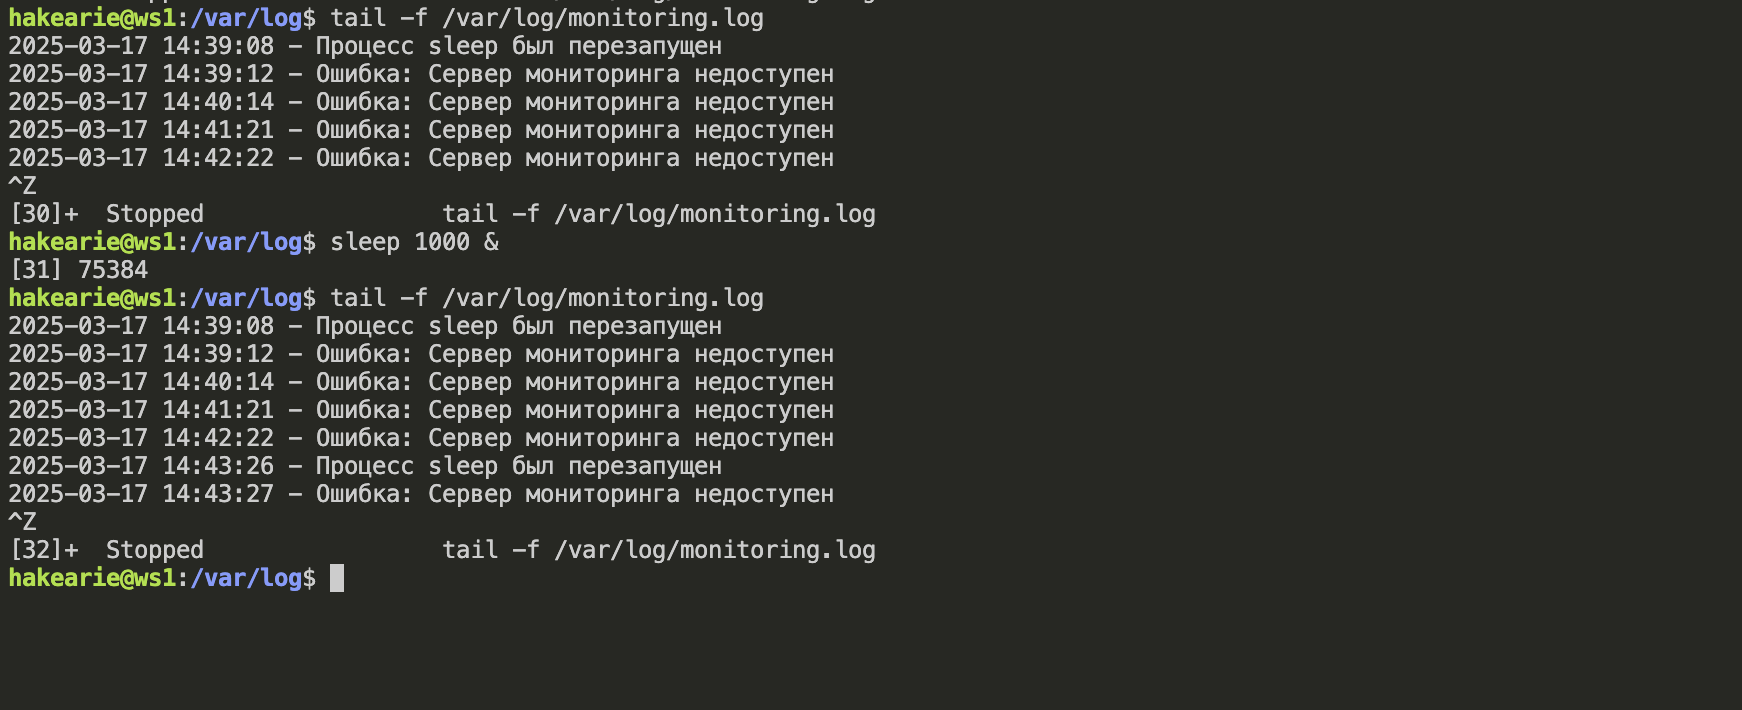 hakearie@ws1:/var/log$ tail -f /var/log/monitoring.log
2025-03-17 14:39:08 - Процесс sleep был перезапущен
2025-03-17 14:39:12 - Ошибка: Сервер мониторинга недоступен
2025-03-17 14:40:14 - Ошибка: Сервер мониторинга недоступен
2025-03-17 14:41:21 - Ошибка: Сервер мониторинга недоступен
2025-03-17 14:42:22 - Ошибка: Сервер мониторинга недоступен
^Z
[30]+  Stopped                 tail -f /var/log/monitoring.log
hakearie@ws1:/var/log$ sleep 1000 &
[31] 75384
hakearie@ws1:/var/log$ tail -f /var/log/monitoring.log
2025-03-17 14:39:08 - Процесс sleep был перезапущен
2025-03-17 14:39:12 - Ошибка: Сервер мониторинга недоступен
2025-03-17 14:40:14 - Ошибка: Сервер мониторинга недоступен
2025-03-17 14:41:21 - Ошибка: Сервер мониторинга недоступен
2025-03-17 14:42:22 - Ошибка: Сервер мониторинга недоступен
2025-03-17 14:43:26 - Процесс sleep был перезапущен
2025-03-17 14:43:27 - Ошибка: Сервер мониторинга недоступен
^Z
[32]+  Stopped                 tail -f /var/log/monitoring.log
hakearie@ws1:/var/log$